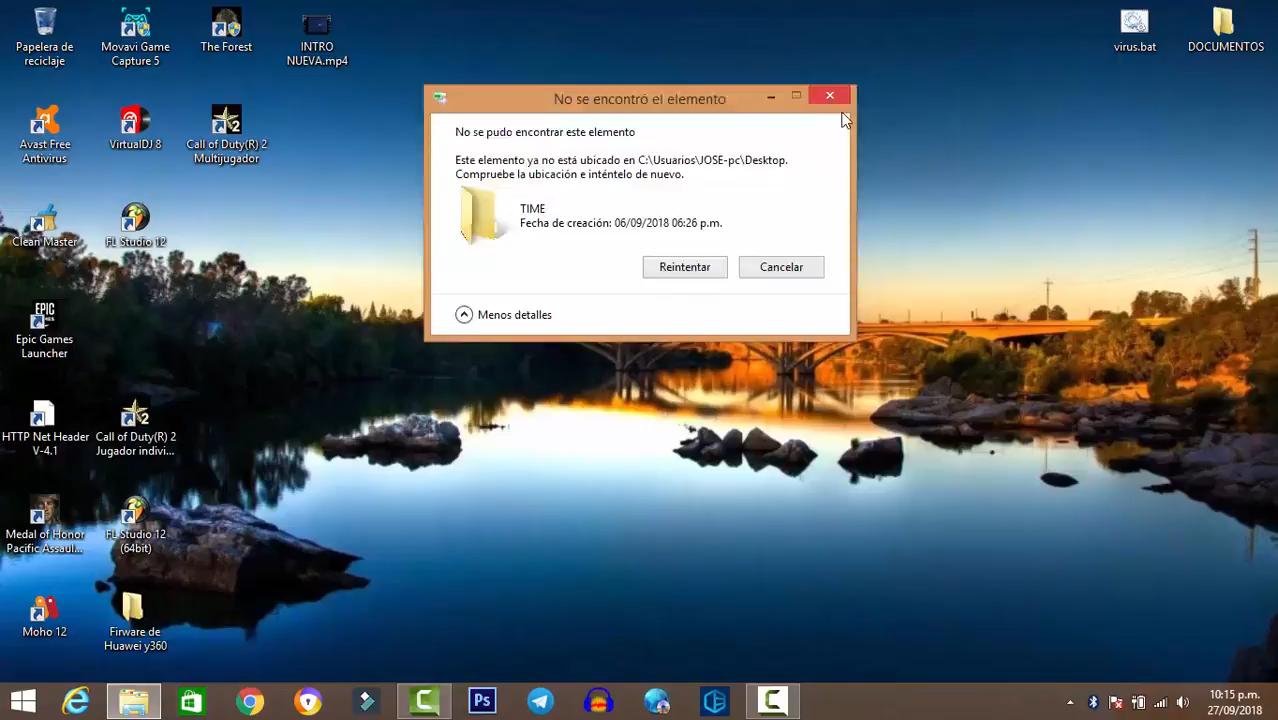 Papelera de
reciclaje
Movavi Game
Capture 5
The Forest
INTRO
NUEVA.mp4
virus.bat
DOCUMENTOS
No se encontró el elemento
No se pudo encontrar este elemento
Este elemento ya no está ubicado en C:\Usuarios\JOSE-pc\Desktop.
Compruebe la ubicación e inténtelo de nuevo.
TIME
Fecha de creación: 06/09/2018 06:26 p.m.
Reintentar
Cancelar
Menos detalles
Avast Free
Antivirus
VirtualDJ 8
Call of Duty(R) 2
Multijugador
Clean Master
FL Studio 12
EPIC
GAMES
Epic Games
Launcher
HTTP Net Header
V-4.1
Call of Duty(R) 2
Jugador indivi...
Medal of Honor
Pacific Assaul...
FL Studio 12
(64bit)
Moho 12
Firware de
Huawei y360
Ps
10:15 p.m.
27/09/2018